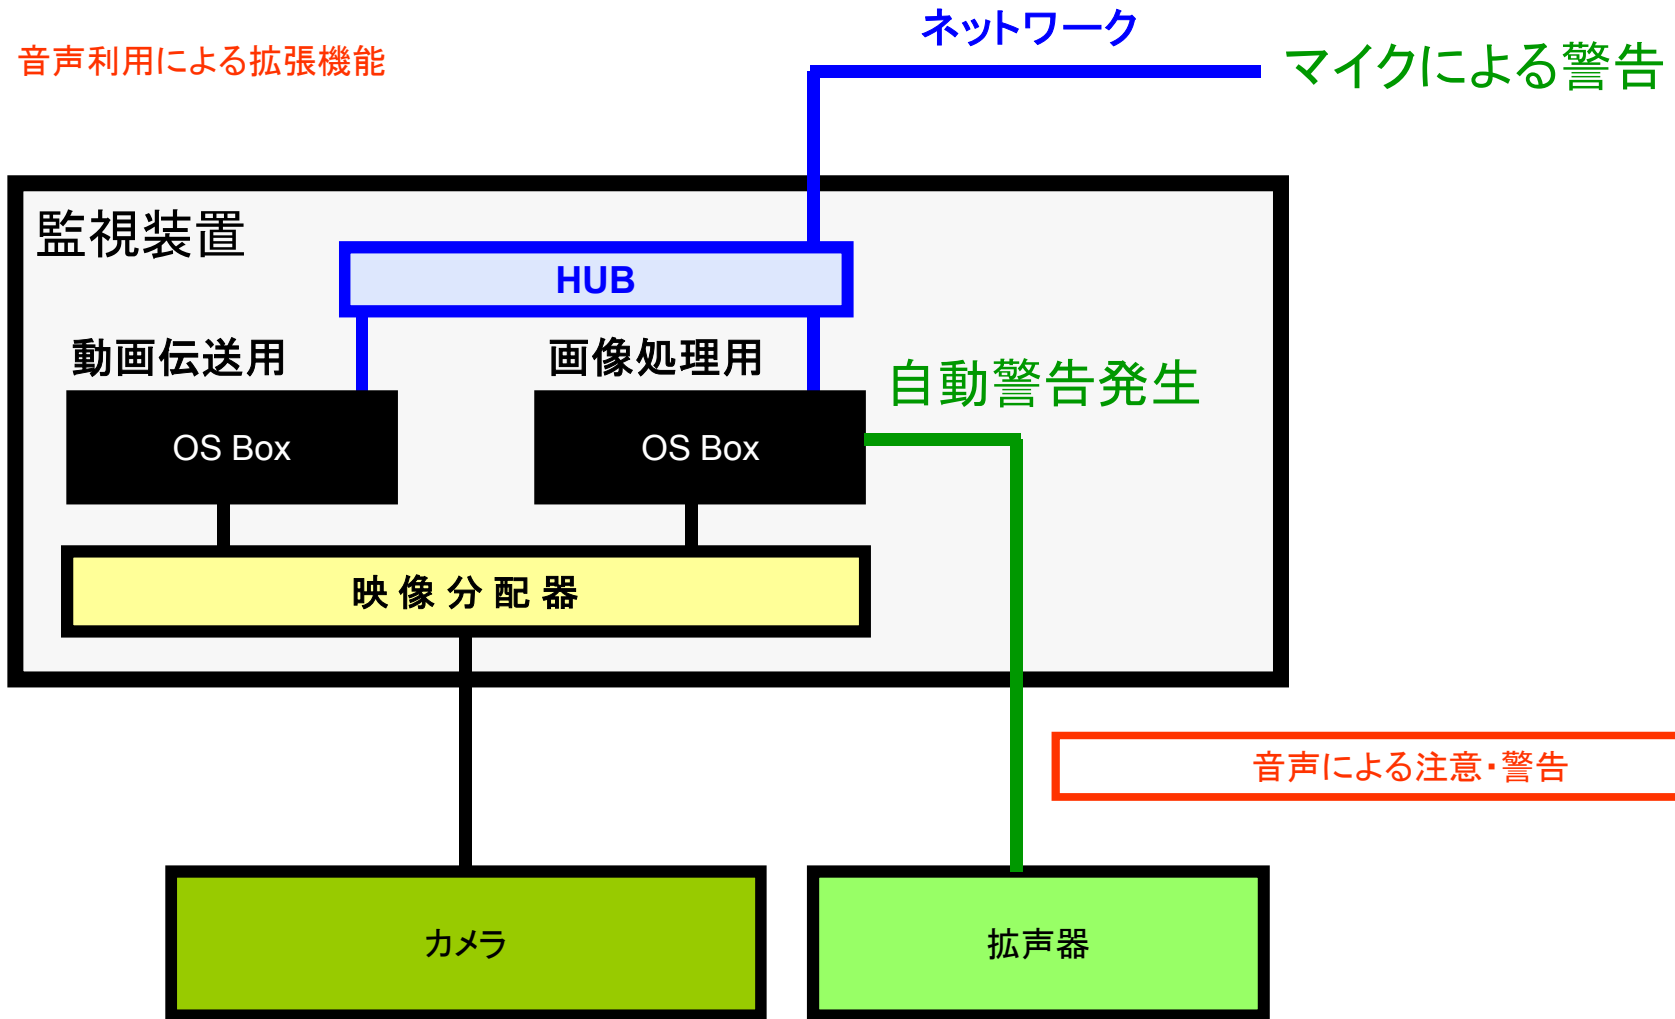 ネットワーク
音声利用による拡張機能
マイクによる警告
監視装置
HUB
動画伝送用
画像処理用
自動警告発生
OS Box
OS Box
映像分配器
音声による注意・警告
カメラ
拡声器